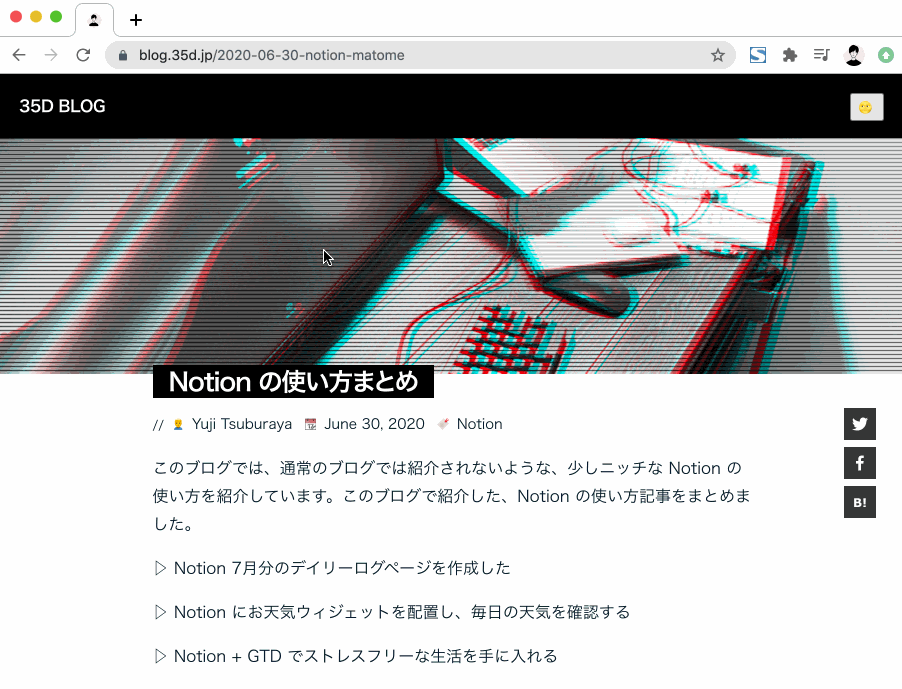 blog.35d.jp/2020-06-30-notion-matome
35D BLOG
Notion の使い方まとめ
// Yuji Tsuburaya June 30, 2020 Notion
このブログでは、通常のブログでは紹介されないような、少しニッチな Notion の
使い方を紹介しています。このブログで紹介した、Notion の使い方記事をまとめま
した。
▷ Notion 7月分のデイリーログページを作成した
▷ Notion にお天気ウィジェットを配置し、毎日の天気を確認する
▷ Notion + GTD でストレスフリーな生活を手に入れる
B!